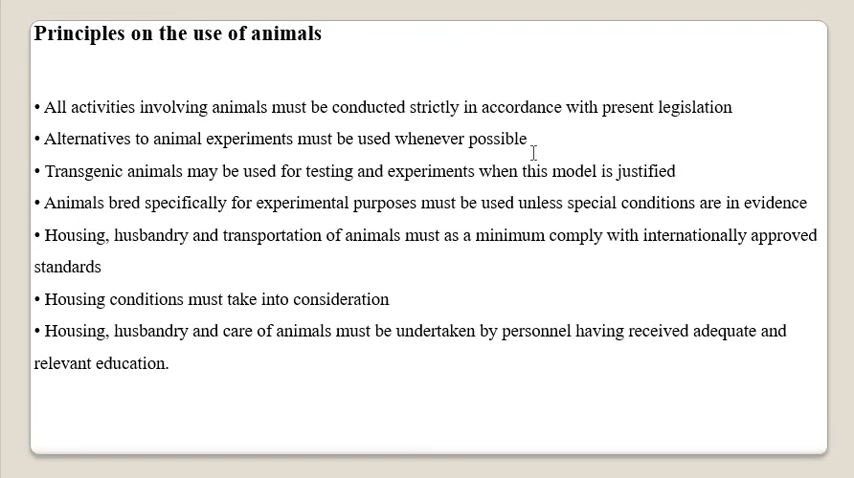 Principles on the use of animals
• All activities involving animals must be conducted strictly in accordance with present legislation
• Alternatives to animal experiments must be used whenever possible
• Transgenic animals may be used for testing and experiments when this model is justified
• Animals bred specifically for experimental purposes must be used unless special conditions are in evidence
• Housing, husbandry and transportation of animals must as a minimum comply with internationally approved
standards
• Housing conditions must take into consideration
• Housing, husbandry and care of animals must be undertaken by personnel having received adequate and
relevant education.